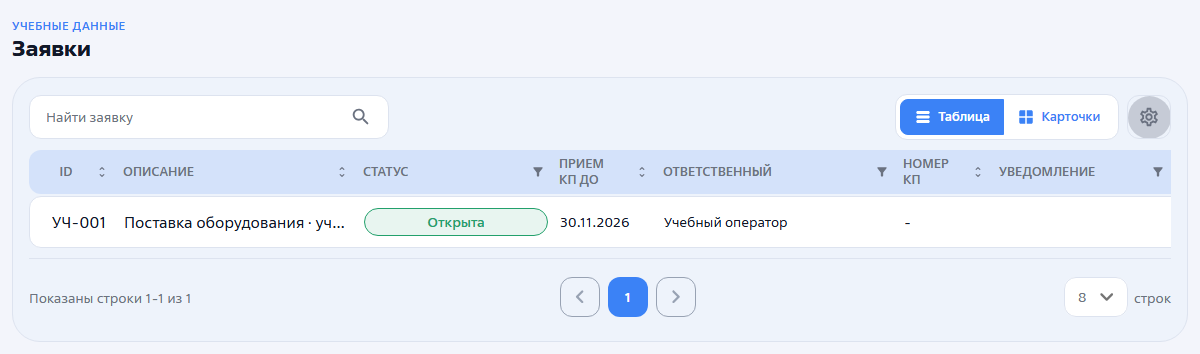 УЧЕБНЫЕ ДАННЫЕ
Заявки
Найти заявку
Таблица
Карточки
ID ОПИСАНИЕ СТАТУС ПРИЕМ КП ДО ОТВЕТСТВЕННЫЙ НОМЕР КП УВЕДОМЛЕНИЕ
УЧ-001 Поставка оборудования · уч... Открыта 30.11.2026 Учебный оператор -
Показаны строки 1-1 из 1
1
8 строк